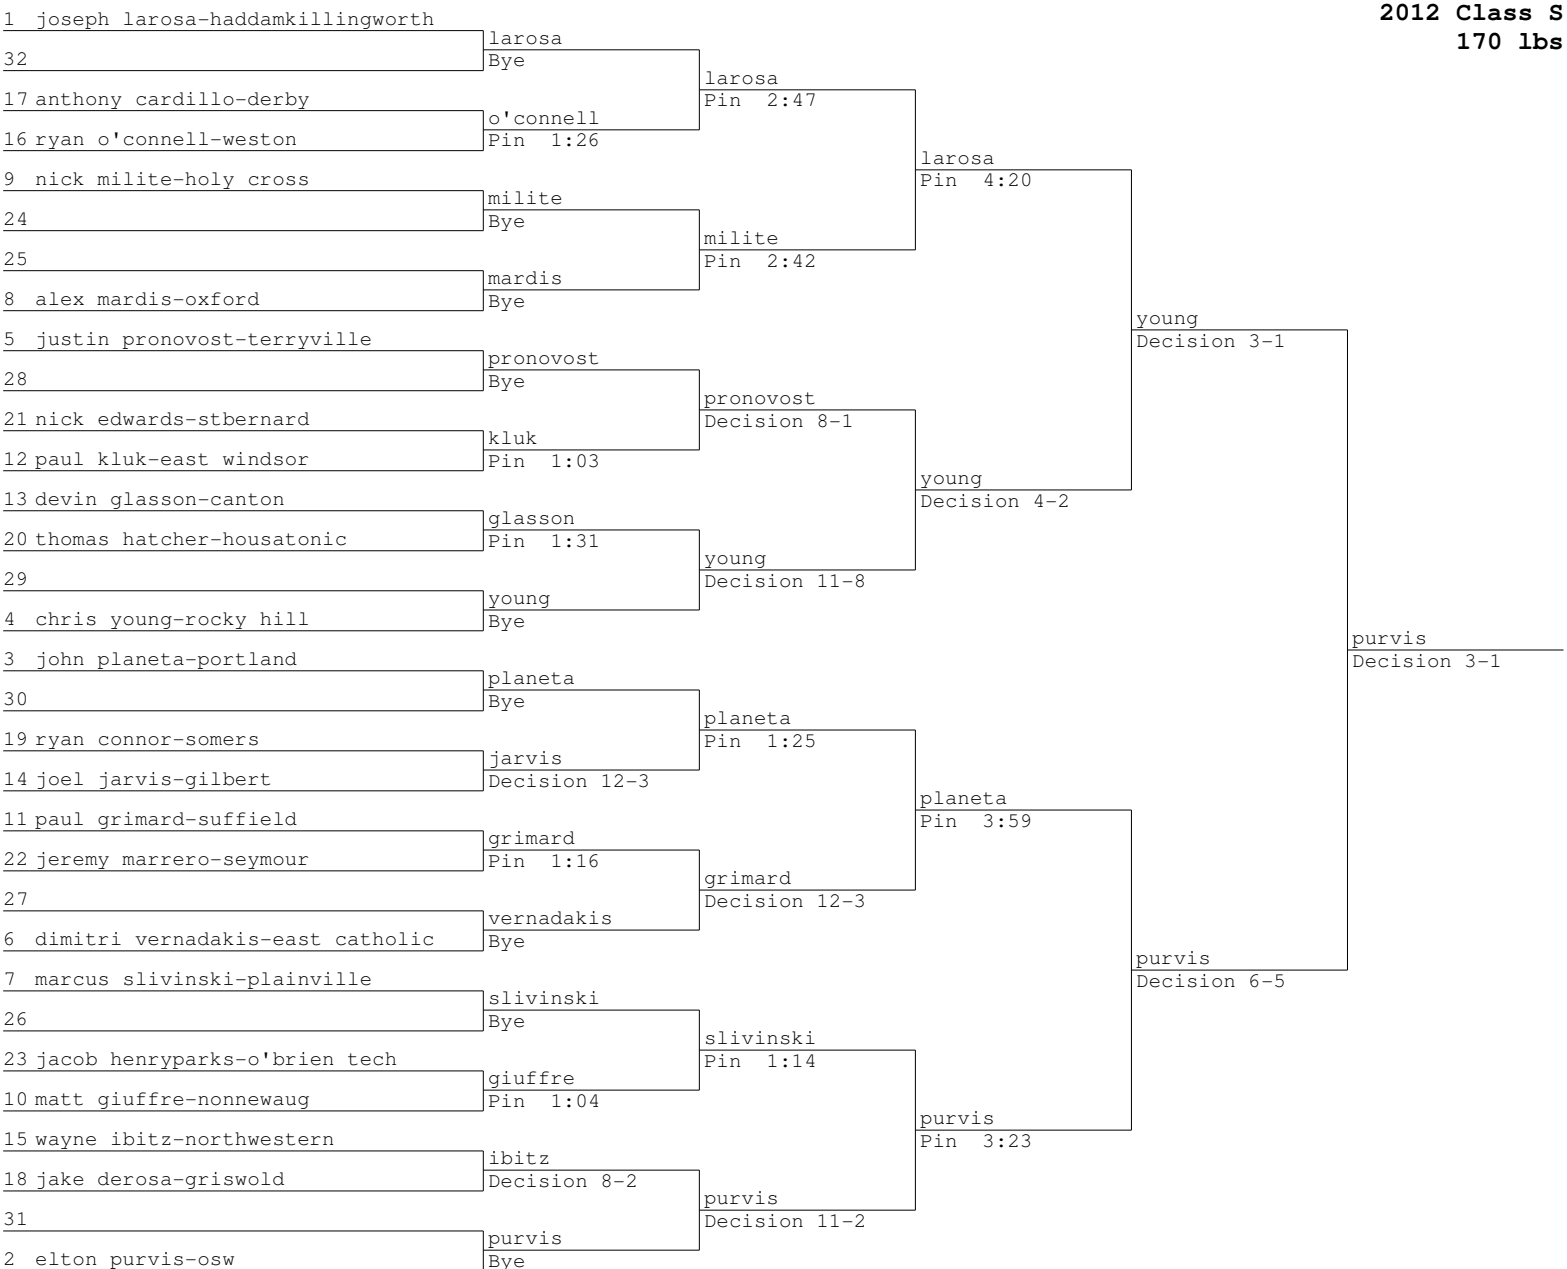 2012 Class S
170 lbs
1 joseph larosa-haddamkillingworth
32
17 anthony cardillo-derby
16 ryan o'connell-weston
9 nick milite-holy cross
24
25
8 alex mardis-oxford
5 justin pronovost-terryville
28
21 nick edwards-stbernard
12 paul kluk-east windsor
13 devin glasson-canton
20 thomas hatcher-housatonic
29
4 chris young-rocky hill
3 john planeta-portland
30
19 ryan connor-somers
14 joel jarvis-gilbert
11 paul grimard-suffield
22 jeremy marrero-seymour
27
6 dimitri vernadakis-east catholic
7 marcus slivinski-plainville
26
23 jacob henryparks-o'brien tech
10 matt giuffre-nonnewaug
15 wayne ibitz-northwestern
18 jake derosa-griswold
31
2 elton purvis-osw
larosa
Bye
o'connell
Pin 1:26
milite
Bye
mardis
Bye
pronovost
Bye
kluk
Pin 1:03
glasson
Pin 1:31
young
Bye
planeta
Bye
jarvis
Decision 12-3
grimard
Pin 1:16
vernadakis
Bye
slivinski
Bye
giuffre
Pin 1:04
ibitz
Decision 8-2
purvis
Bye
larosa
Pin 2:47
milite
Pin 2:42
pronovost
Decision 8-1
young
Decision 11-8
planeta
Pin 1:25
grimard
Decision 12-3
slivinski
Pin 1:14
purvis
Decision 11-2
larosa
Pin 4:20
young
Decision 4-2
planeta
Pin 3:59
purvis
Pin 3:23
young
Decision 3-1
purvis
Decision 6-5
purvis
Decision 3-1